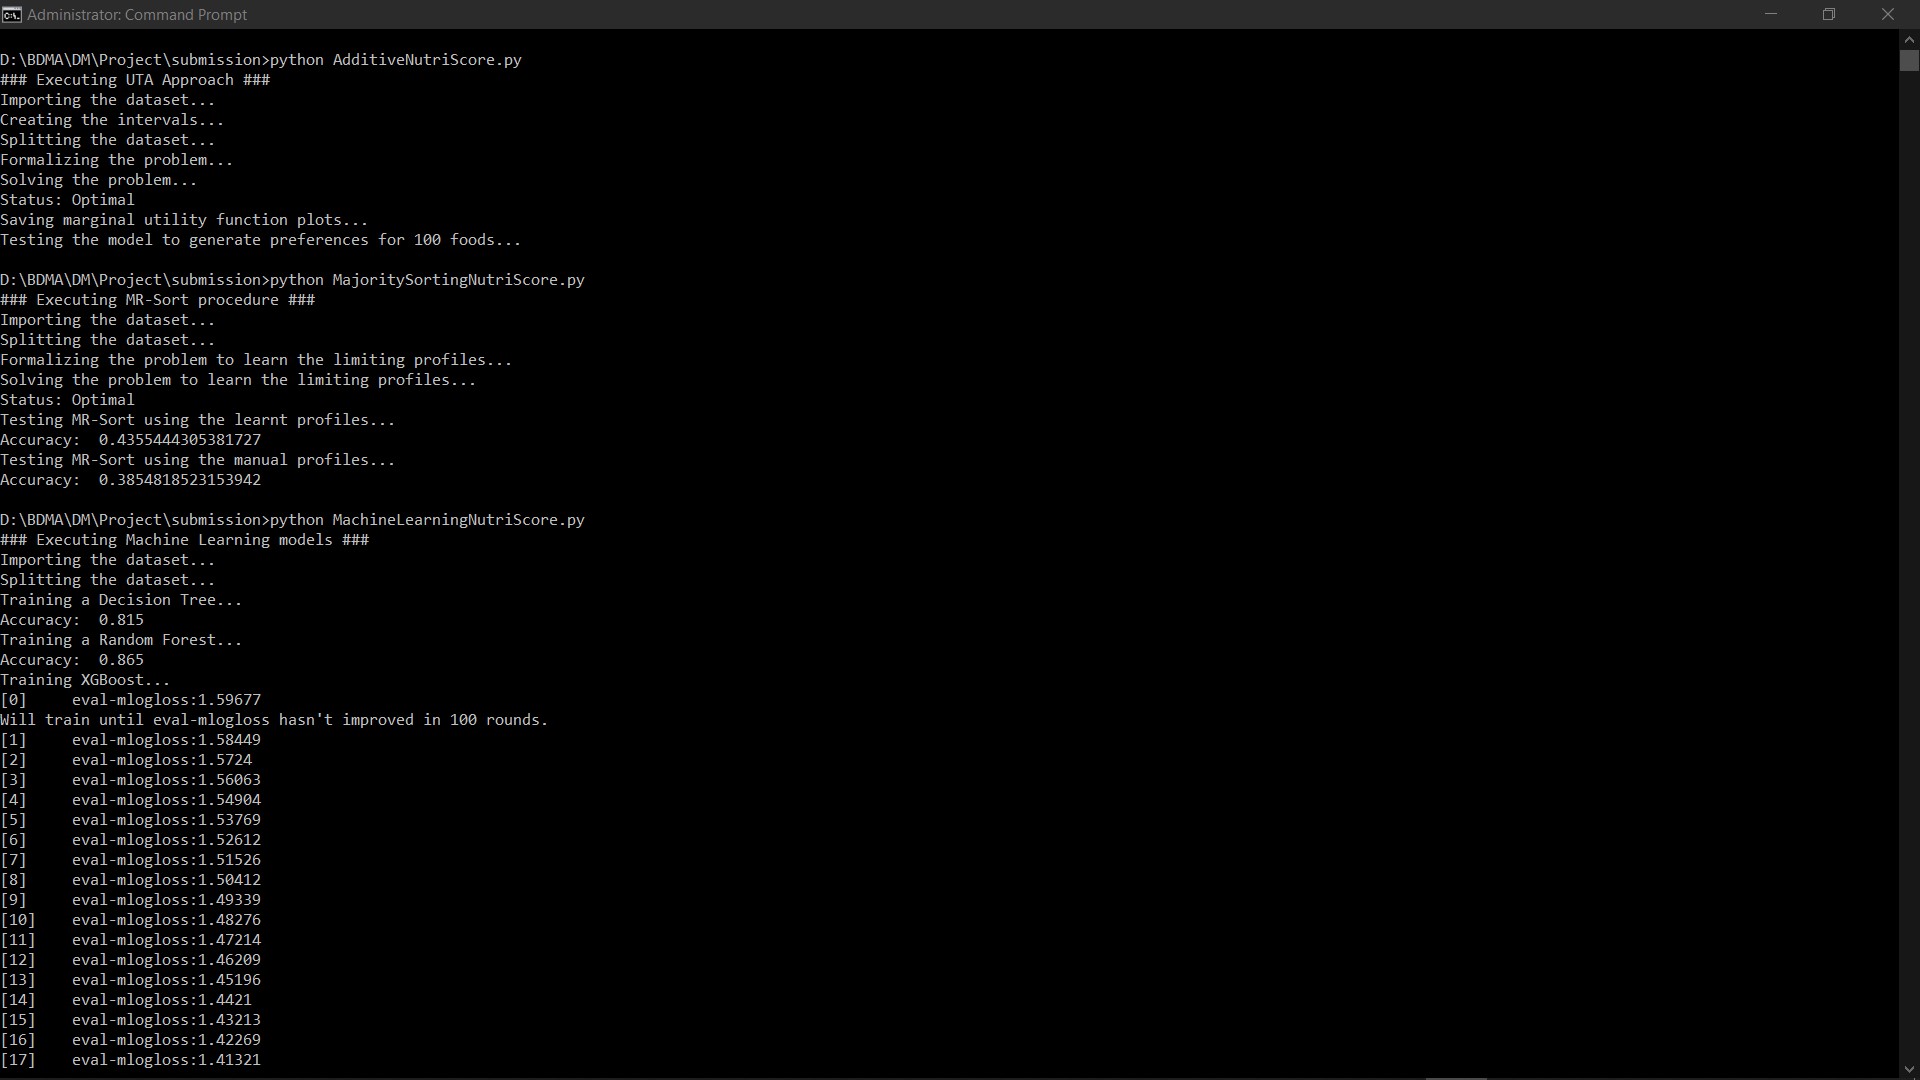 Administrator: Command Prompt
D:\BDMA\DM\Project\submission>python AdditiveNutriScore.py
### Executing UTA Approach ###
Importing the dataset...
Creating the intervals...
Splitting the dataset...
Formalizing the problem...
Solving the problem...
Status: Optimal
Saving marginal utility function plots...
Testing the model to generate preferences for 100 foods...
D:\BDMA\DM\Project\submission>python MajoritySortingNutriScore.py
### Executing MR-Sort procedure ###
Importing the dataset...
Splitting the dataset...
Formalizing the problem to learn the limiting profiles...
Solving the problem to learn the limiting profiles...
Status: Optimal
Testing MR-Sort using the learnt profiles...
Accuracy:  0.4355444305381727
Testing MR-Sort using the manual profiles...
Accuracy:  0.3854818523153942
D:\BDMA\DM\Project\submission>python MachineLearningNutriScore.py
### Executing Machine Learning models ###
Importing the dataset...
Splitting the dataset...
Training a Decision Tree...
Accuracy:  0.815
Training a Random Forest...
Accuracy:  0.865
Training XGBoost...
[0]     eval-mlogloss:1.59677
Will train until eval-mlogloss hasn't improved in 100 rounds.
[1]     eval-mlogloss:1.58449
[2]     eval-mlogloss:1.5724
[3]     eval-mlogloss:1.56063
[4]     eval-mlogloss:1.54904
[5]     eval-mlogloss:1.53769
[6]     eval-mlogloss:1.52612
[7]     eval-mlogloss:1.51526
[8]     eval-mlogloss:1.50412
[9]     eval-mlogloss:1.49339
[10]    eval-mlogloss:1.48276
[11]    eval-mlogloss:1.47214
[12]    eval-mlogloss:1.46209
[13]    eval-mlogloss:1.45196
[14]    eval-mlogloss:1.4421
[15]    eval-mlogloss:1.43213
[16]    eval-mlogloss:1.42269
[17]    eval-mlogloss:1.41321